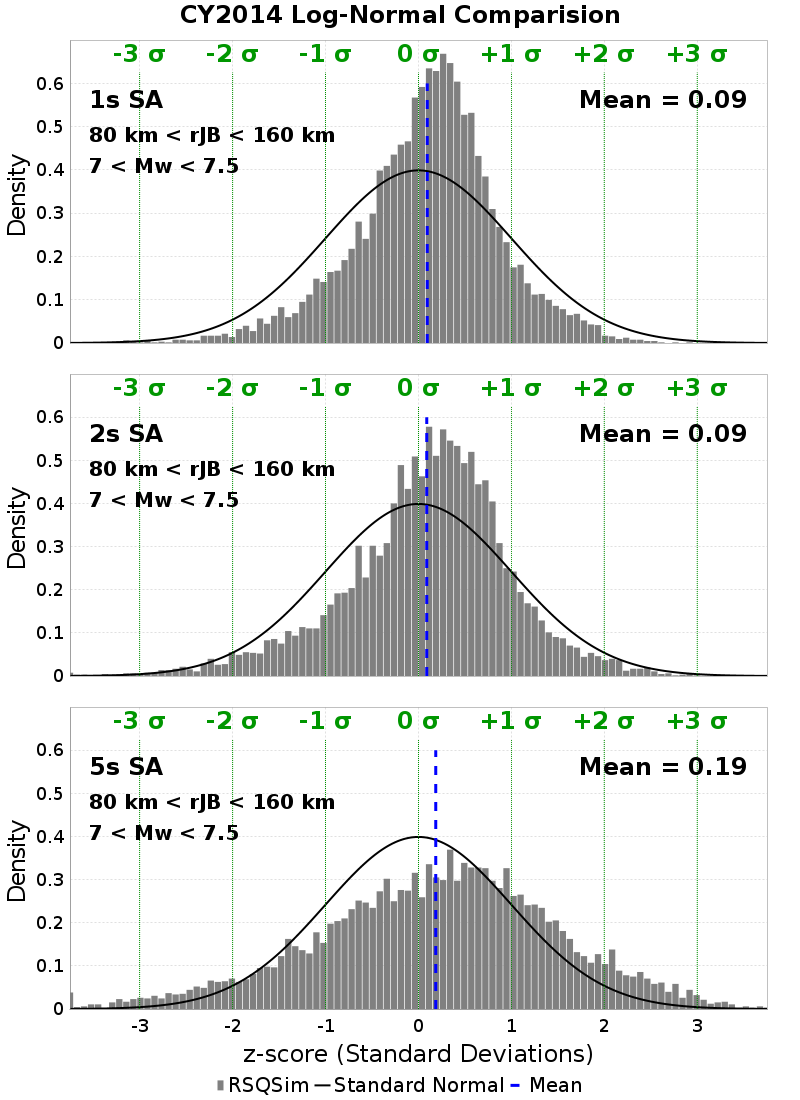 CY2014 Log-Normal Comparision
-3 σ -2 σ -1 σ 0 σ +1 σ +2 σ +3 σ
1s SA Mean = 0.09
80 km < rJB < 160 km
7 < Mw < 7.5
Density
0.6
0.5
0.4
0.3
0.2
0.1
0
-3 σ -2 σ -1 σ 0 σ +1 σ +2 σ +3 σ
2s SA Mean = 0.09
80 km < rJB < 160 km
7 < Mw < 7.5
Density
0.6
0.5
0.4
0.3
0.2
0.1
0
-3 σ -2 σ -1 σ 0 σ +1 σ +2 σ +3 σ
5s SA Mean = 0.19
80 km < rJB < 160 km
7 < Mw < 7.5
Density
0.6
0.5
0.4
0.3
0.2
0.1
0
-3 -2 -1 0 1 2 3
z-score (Standard Deviations)
RSQSim Standard Normal Mean